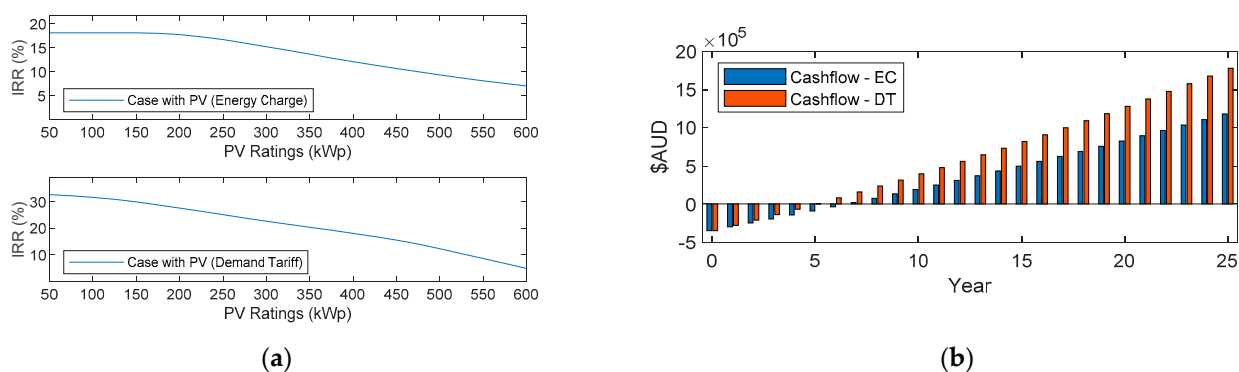 20
15
10
5
IRR (%)
Case with PV (Energy Charge)
50 100 150 200 250 300 350 400 450 500 550 600
PV Ratings (kWp)
30
20
10
IRR (%)
Case with PV (Demand Tariff)
50 100 150 200 250 300 350 400 450 500 550 600
PV Ratings (kWp)
(a)
×10⁵
20
15
10
5
0
-5
$AUD
Cashflow - EC
Cashflow - DT
0 5 10 15 20 25
Year
(b)